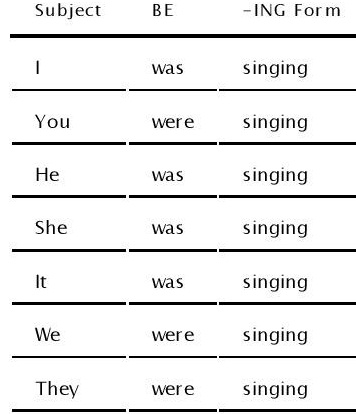 Subject BE -ING Form
I was singing
You were singing
He was singing
She was singing
It was singing
We were singing
They were singing